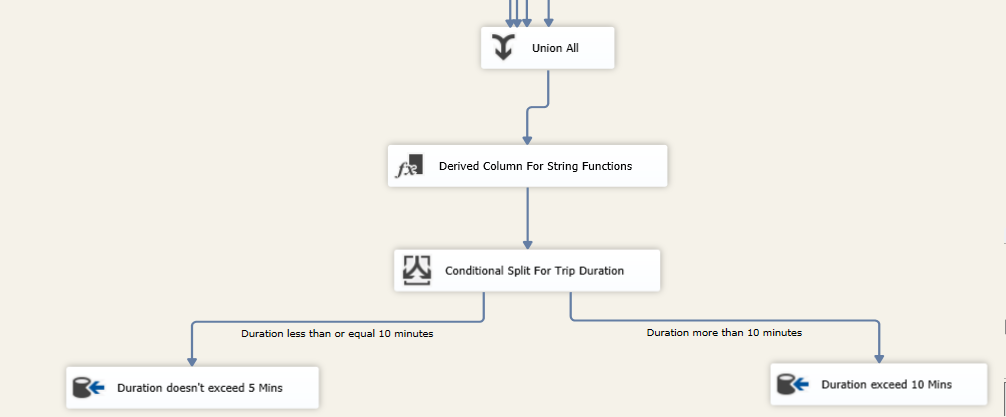 Union All
Derived Column For String Functions
Conditional Split For Trip Duration
Duration less than or equal 10 minutes
Duration more than 10 minutes
Duration doesn't exceed 5 Mins
Duration exceed 10 Mins